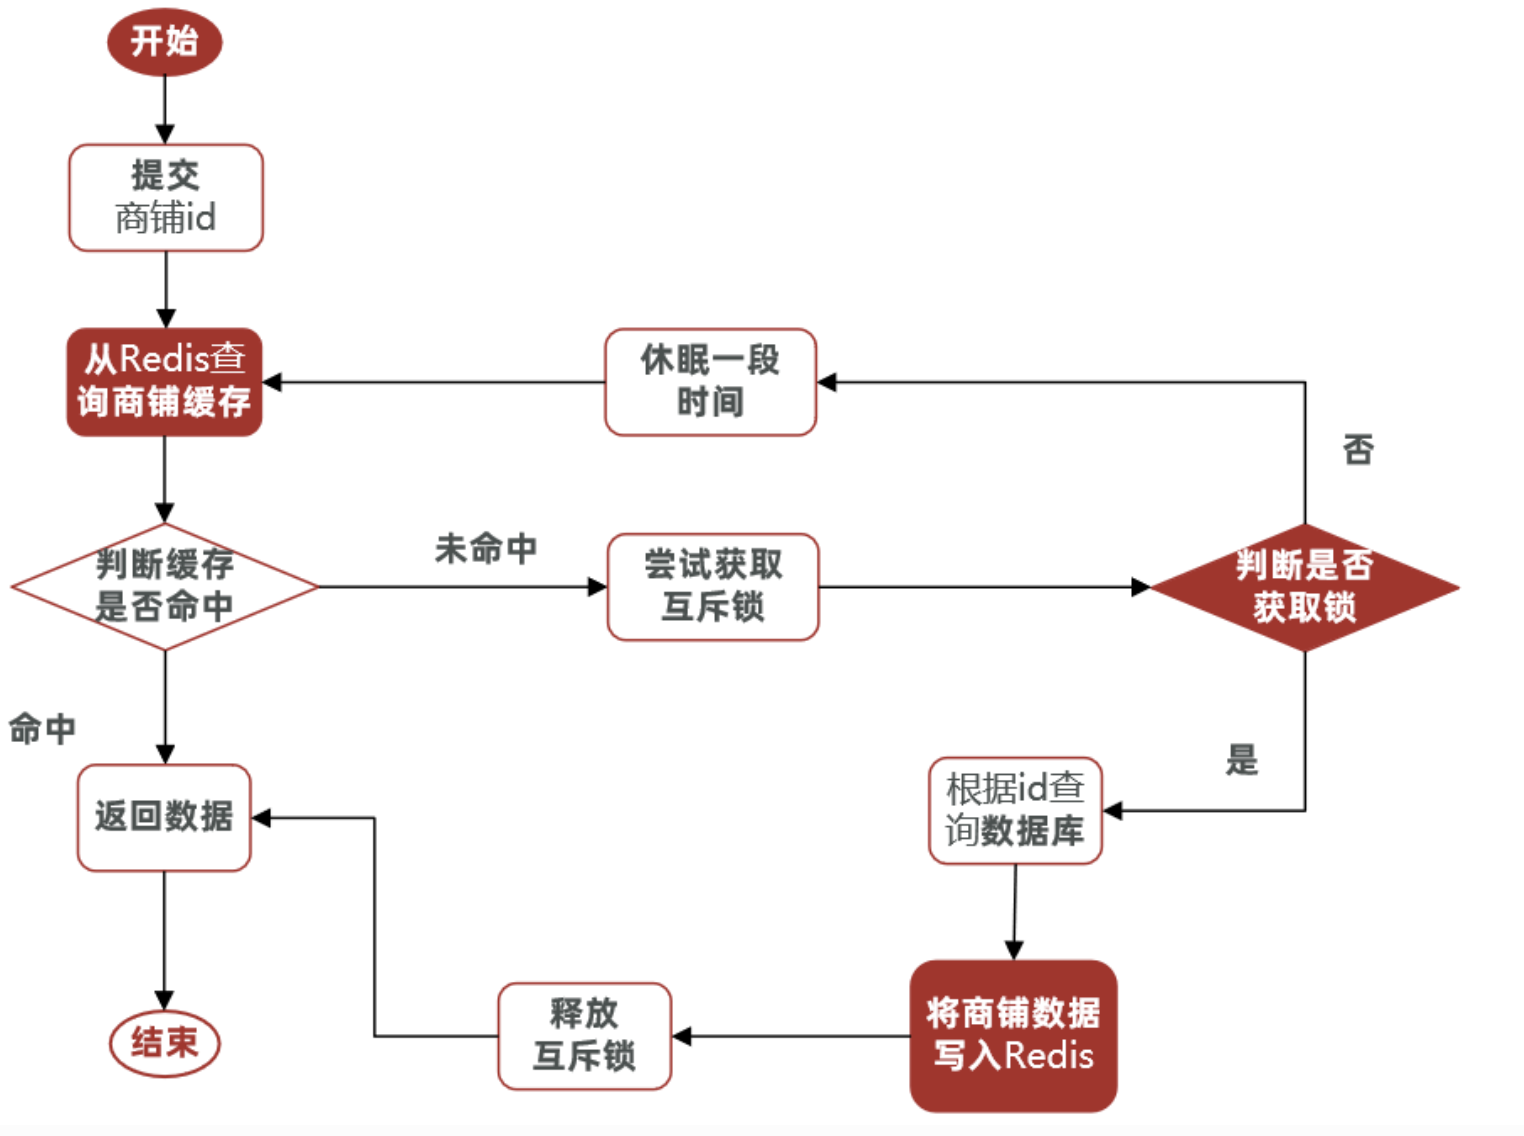 开始
提交
商铺id
从Redis查
询商铺缓存
休眠一段
时间
否
判断缓存
是否命中
未命中
尝试获取
互斥锁
判断是否
获取锁
命中
是
返回数据
根据id查
询数据库
将商铺数据
写入Redis
释放
互斥锁
结束